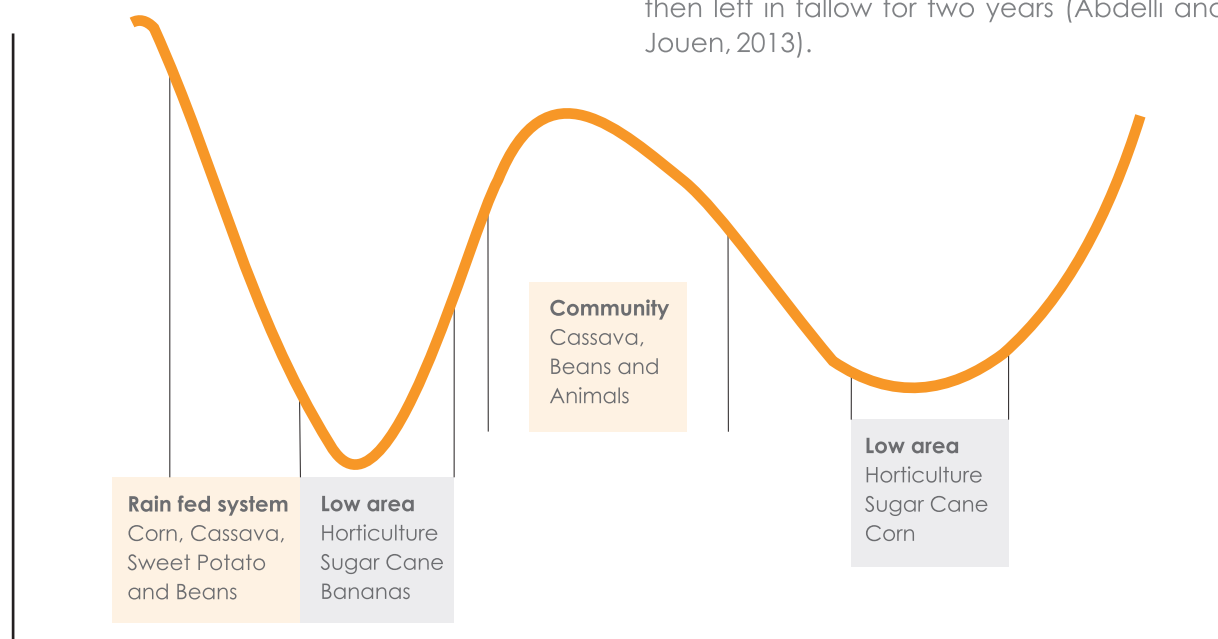 then left in fallow for two years (Abdelli and
Jouen, 2013).
Community
Cassava,
Beans and
Animals
Low area
Horticulture
Sugar Cane
Corn
Rain fed system
Corn, Cassava,
Sweet Potato
and Beans
Low area
Horticulture
Sugar Cane
Bananas